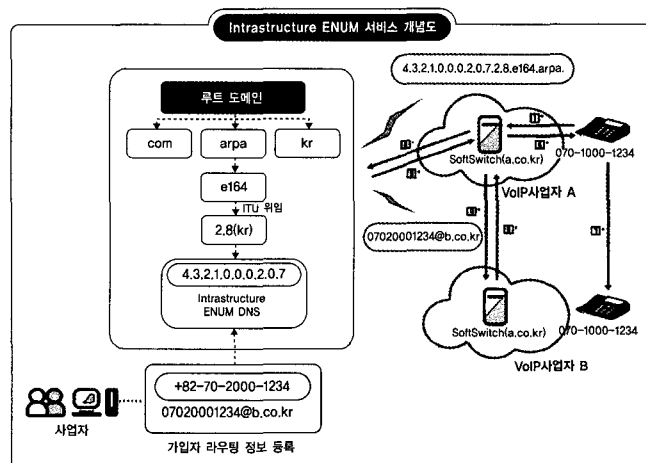 Intrastructure ENUM 서비스 개념도
4.3.2.1.0.0.0.2.0.7.2.8.e164.arpa.
루트 도메인
com
arpa
kr
e164
ITU 위임
2.8(kr)
4.3.2.1.0.0.0.2.0.7
Intrastructure
ENUM DNS
SoftSwitch(a.co.kr)
070-1000-1234
VoIP사업자 A
07020001234@b.co.kr
SoftSwitch(a.co.kr)
070-1000-1234
VoIP사업자 B
+82-70-2000-1234
07020001234@b.co.kr
사업자
가입자 라우팅 정보 등록